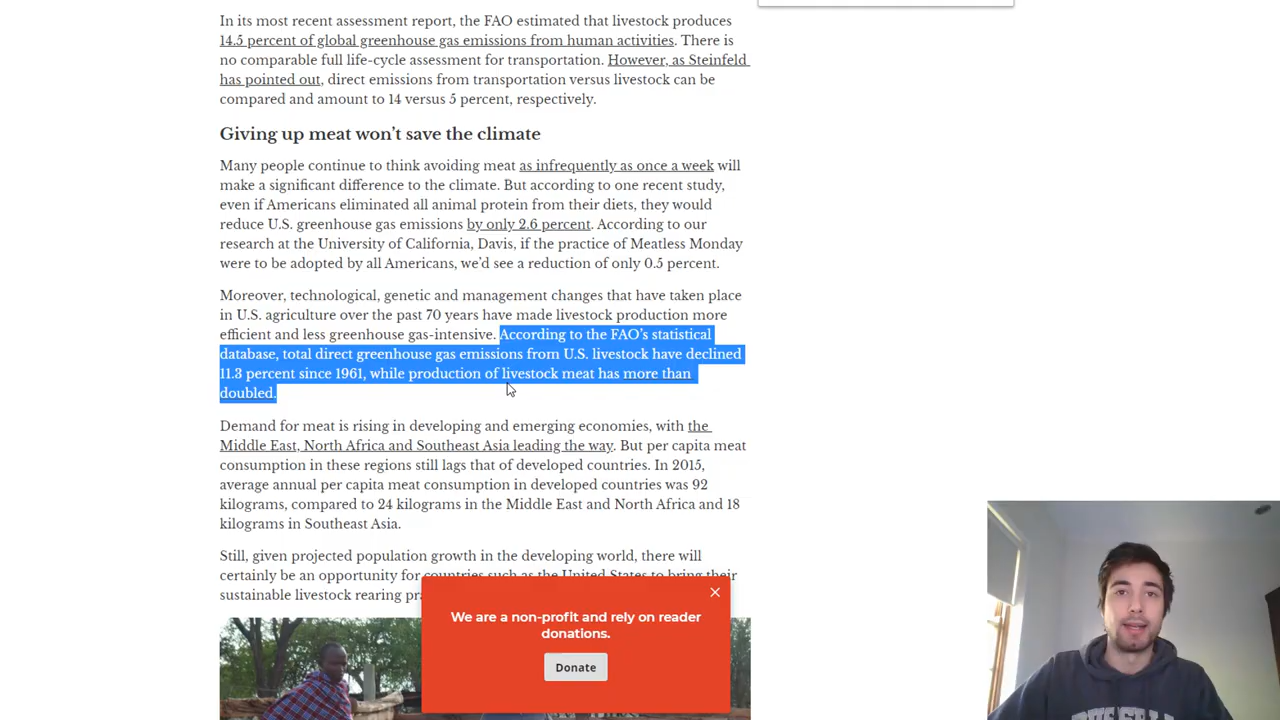 In its most recent assessment report, the FAO estimated that livestock produces
14.5 percent of global greenhouse gas emissions from human activities. There is
no comparable full life-cycle assessment for transportation. However, as Steinfeld
has pointed out, direct emissions from transportation versus livestock can be
compared and amount to 14 versus 5 percent, respectively.
Giving up meat won’t save the climate
Many people continue to think avoiding meat as infrequently as once a week will
make a significant difference to the climate. But according to one recent study,
even if Americans eliminated all animal protein from their diets, they would
reduce U.S. greenhouse gas emissions by only 2.6 percent. According to our
research at the University of California, Davis, if the practice of Meatless Monday
were to be adopted by all Americans, we’d see a reduction of only 0.5 percent.
Moreover, technological, genetic and management changes that have taken place
in U.S. agriculture over the past 70 years have made livestock production more
efficient and less greenhouse gas-intensive. According to the FAO’s statistical
database, total direct greenhouse gas emissions from U.S. livestock have declined
11.3 percent since 1961, while production of livestock meat has more than
doubled.
Demand for meat is rising in developing and emerging economies, with the
Middle East, North Africa and Southeast Asia leading the way. But per capita meat
consumption in these regions still lags that of developed countries. In 2015,
average annual per capita meat consumption in developed countries was 92
kilograms, compared to 24 kilograms in the Middle East and North Africa and 18
kilograms in Southeast Asia.
Still, given projected population growth in the developing world, there will
certainly be an opportunity for countries such as the United States to bring their
sustainable livestock rearing
We are a non-profit and rely on reader
donations.
Donate